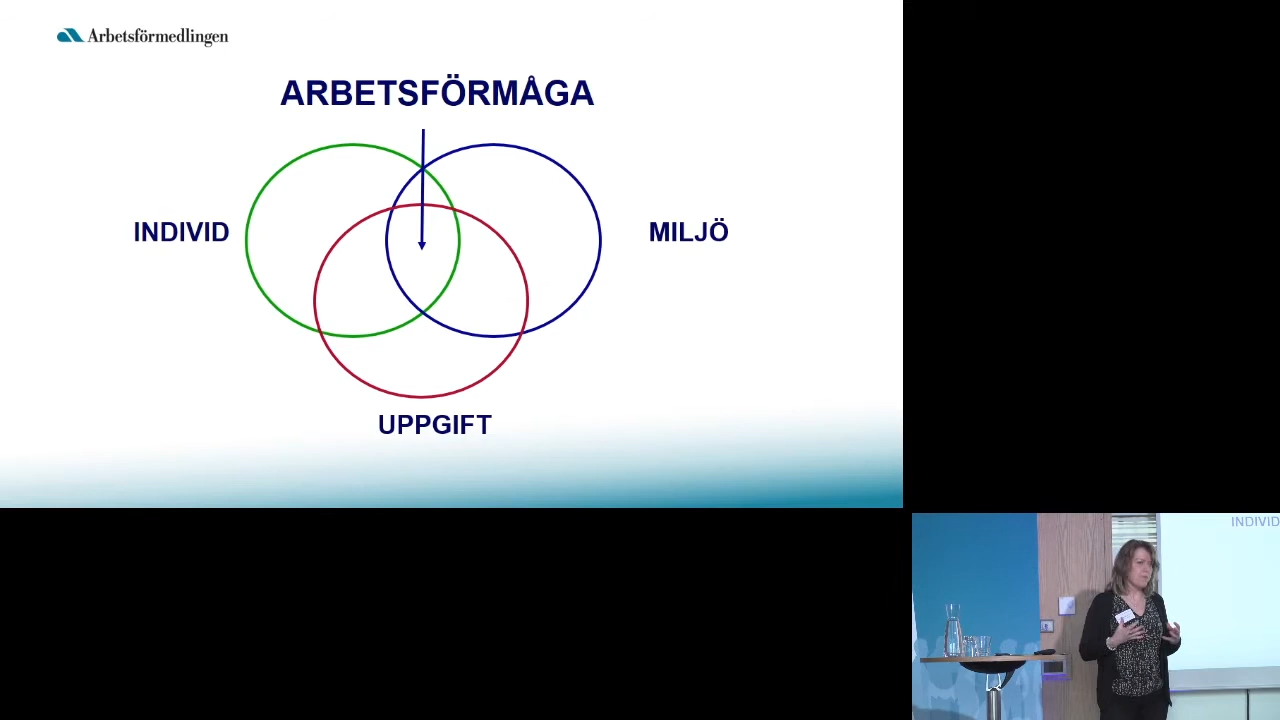 Arbetsförmedlingen
ARBETSFÖRMÅGA
INDIVID
MILJÖ
UPPGIFT
INDIVID